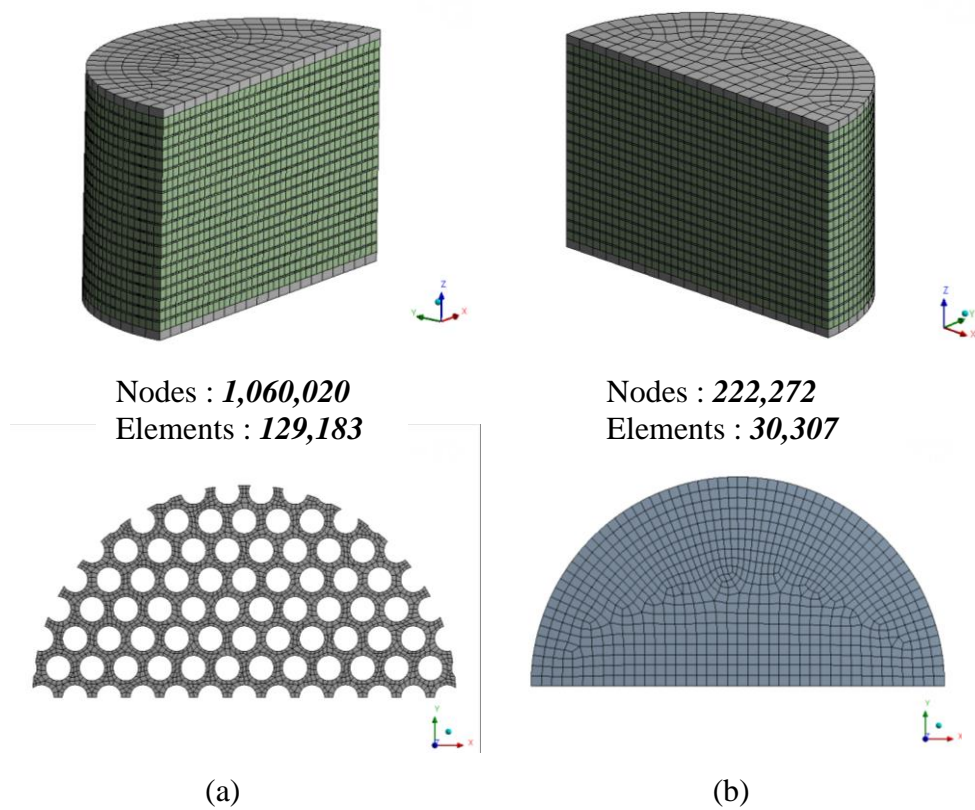 Z
Y
X
Z
Y
X
Nodes : 1,060,020
Elements : 129,183
Nodes : 222,272
Elements : 30,307
Y
Z
X
Y
Z
X
(a)
(b)